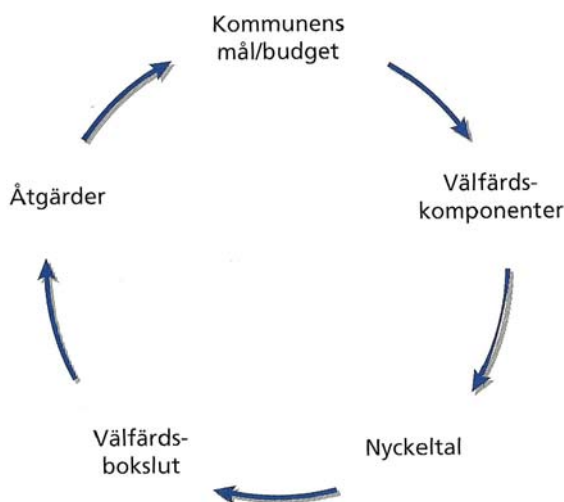 Kommunens
mål/budget
Välfärds-
komponenter
Nyckeltal
Välfärds-
bokslut
Åtgärder